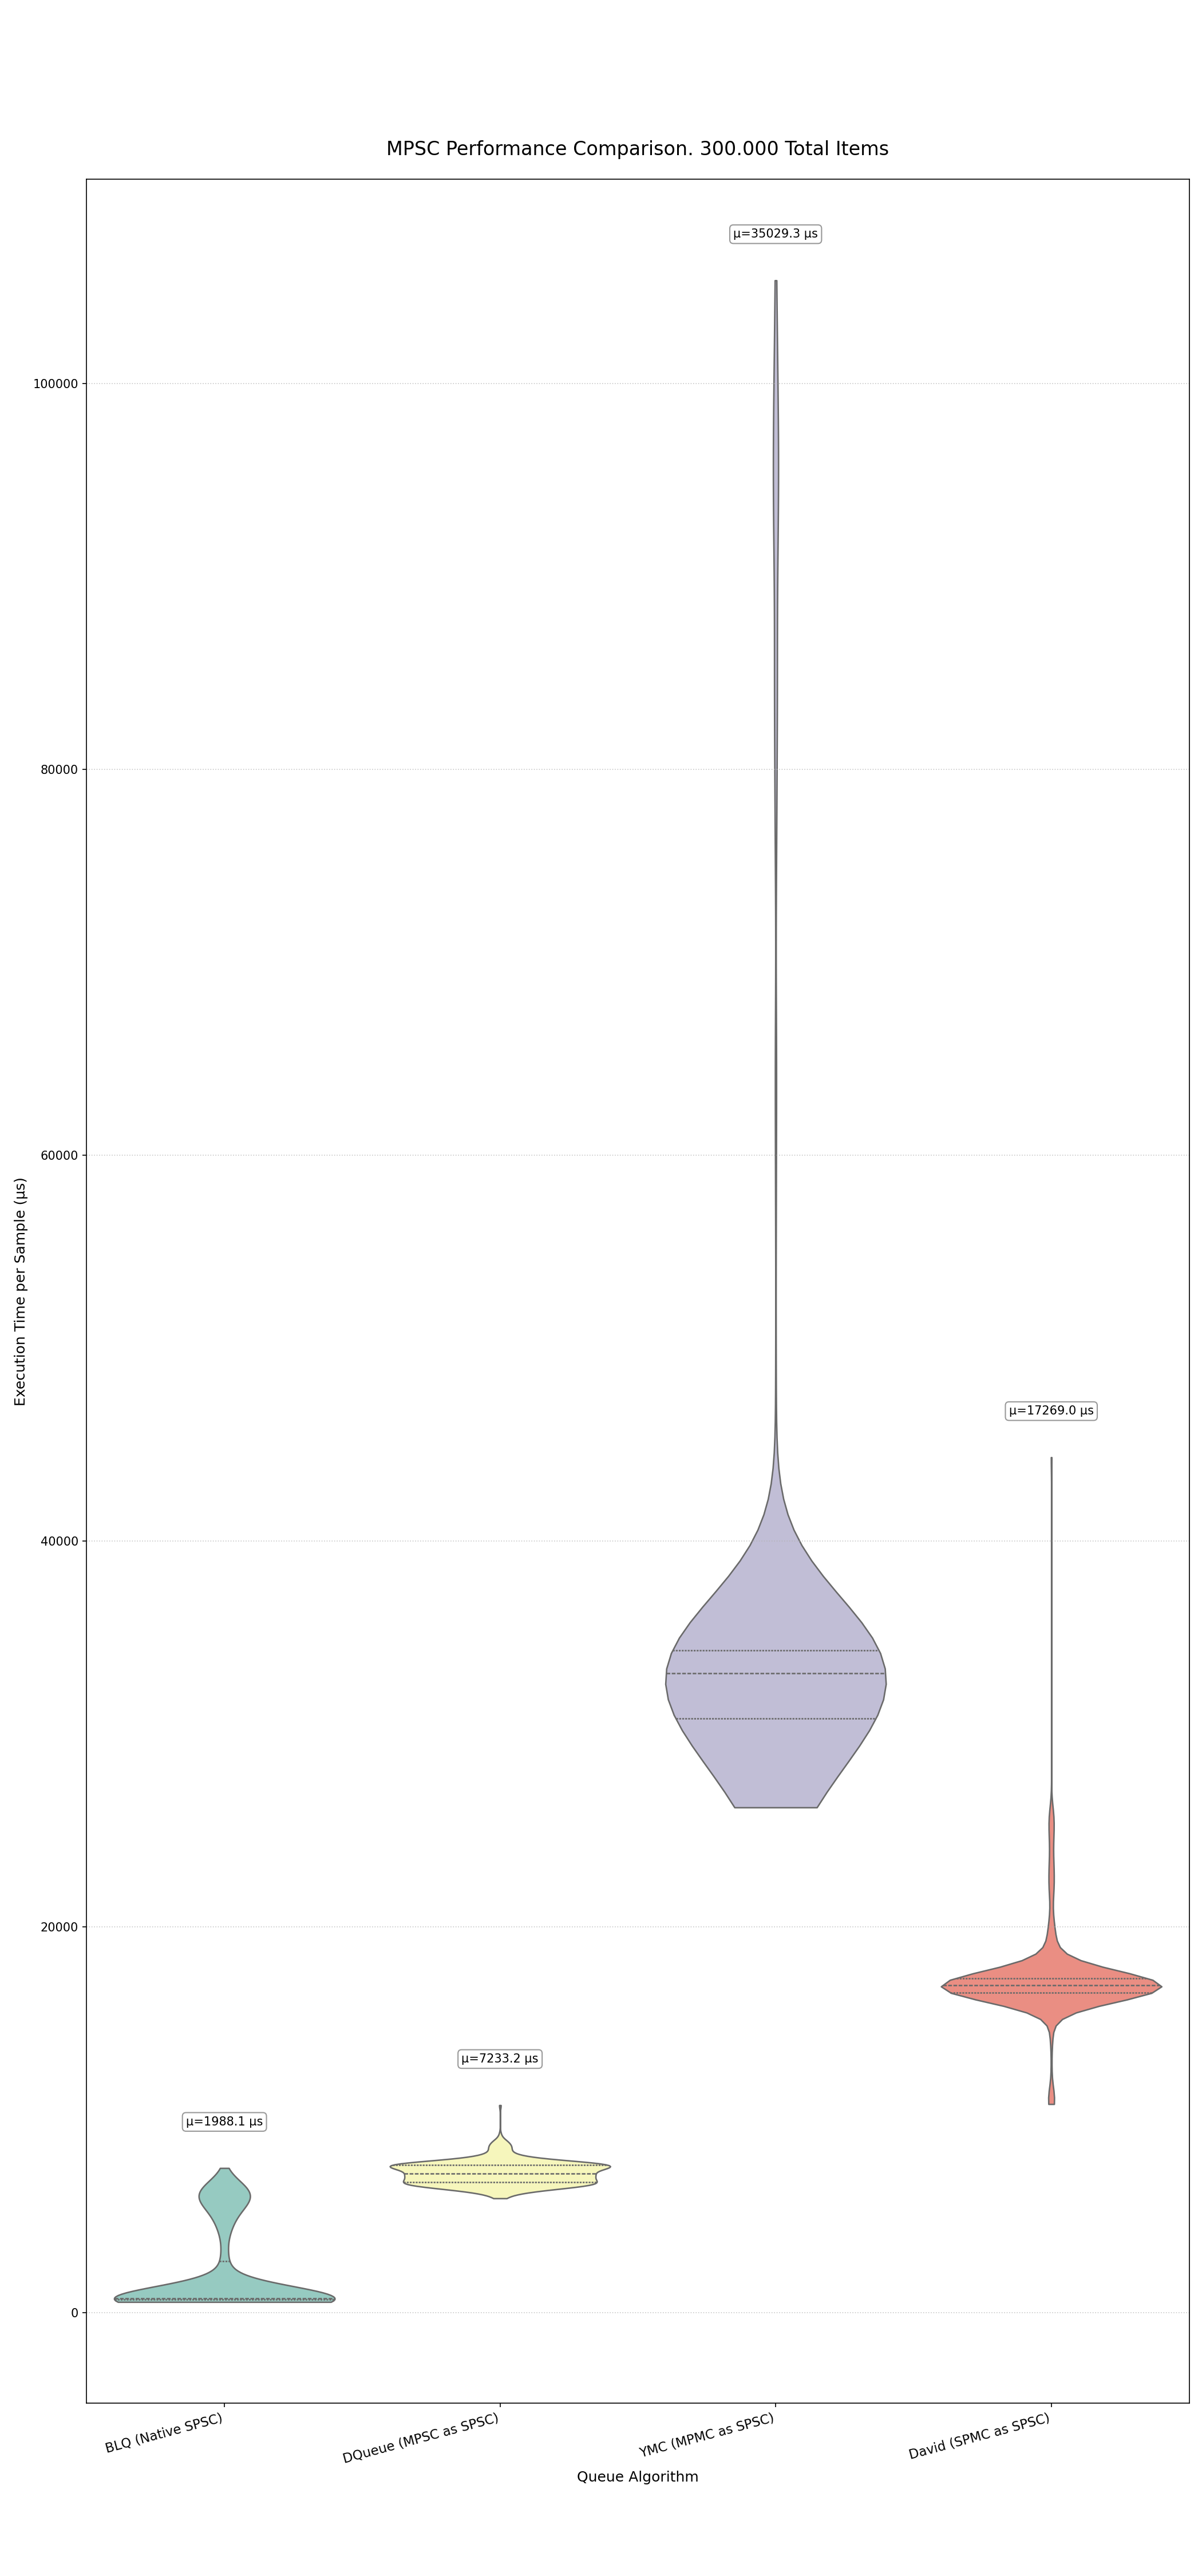 MPSC Performance Comparison. 300.000 Total Items
μ=35029.3 μs
100000
80000
60000
Execution Time per Sample (μs)
μ=17269.0 μs
40000
20000
μ=7233.2 μs
μ=1988.1 μs
0
BLQ (Native SPSC)
DQueue (MPSC as SPSC)
YMC (MPMC as SPSC)
David (SPMC as SPSC)
Queue Algorithm